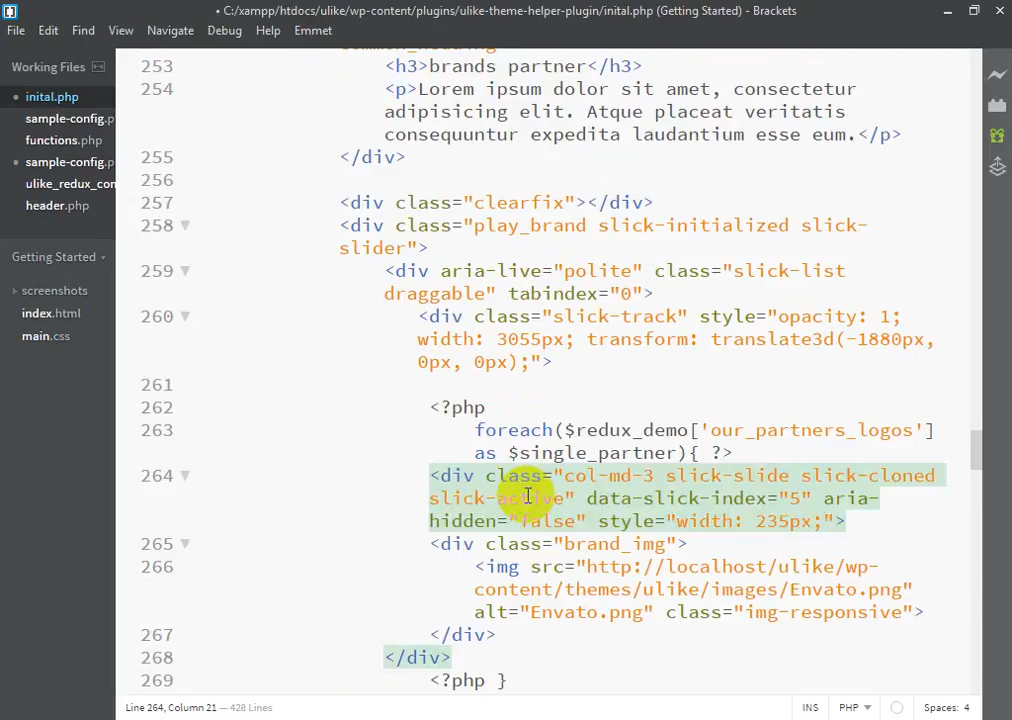 • C:/xampp/htdocs/ulike/wp-content/plugins/ulike-theme-helper-plugin/inital.php (Getting Started) - Brackets
File Edit Find View Navigate Debug Help Emmet
Working Files
inital.php
sample-config.p
functions.php
sample-config.p
ulike_redux_con
header.php
Getting Started
screenshots
index.html
main.css
253 <h3>brands partner</h3>
254 <p>Lorem ipsum dolor sit amet, consectetur
adipisicing elit. Atque placeat veritatis
consequuntur expedita laudantium esse eum.</p>
255 </div>
256
257 <div class="clearfix"></div>
258 <div class="play_brand slick-initialized slick-
slider">
259 <div aria-live="polite" class="slick-list
draggable" tabindex="0">
260 <div class="slick-track" style="opacity: 1;
width: 3055px; transform: translate3d(-1880px,
0px, 0px);">
261
262 <?php
263 foreach($redux_demo['our_partners_logos']
as $single_partner){ ?>
264 <div class="col-md-3 slick-slide slick-cloned
slick-active" data-slick-index="5" aria-
hidden="false" style="width: 235px;">
265 <div class="brand_img">
266 <img src="http://localhost/ulike/wp-
content/themes/ulike/images/Envato.png"
alt="Envato.png" class="img-responsive">
267 </div>
268 </div>
269 <?php }
Line 264, Column 21 — 428 Lines
INS PHP Spaces: 4